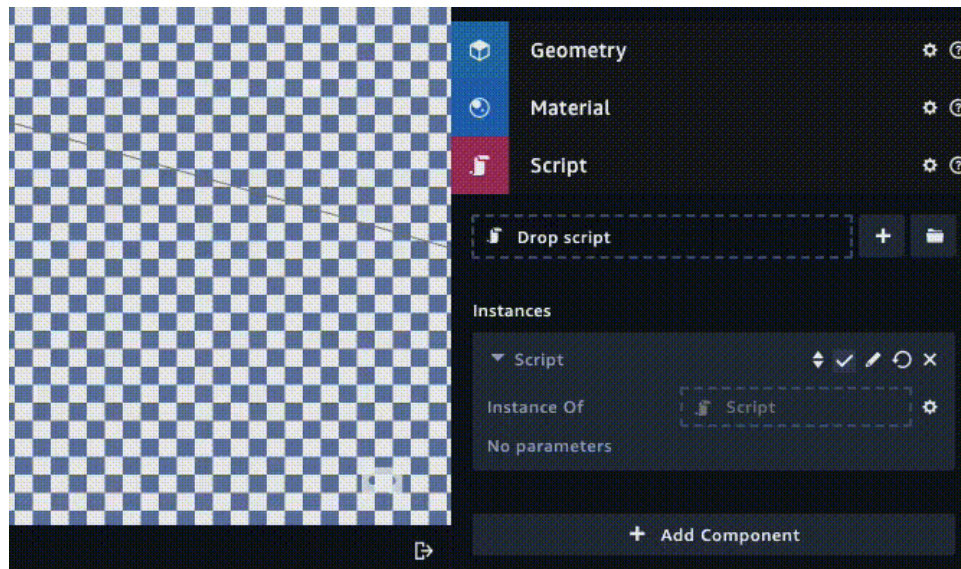 Geometry
Material
Script
Drop script
Instances
Script
Instance Of
Script
No parameters
Add Component